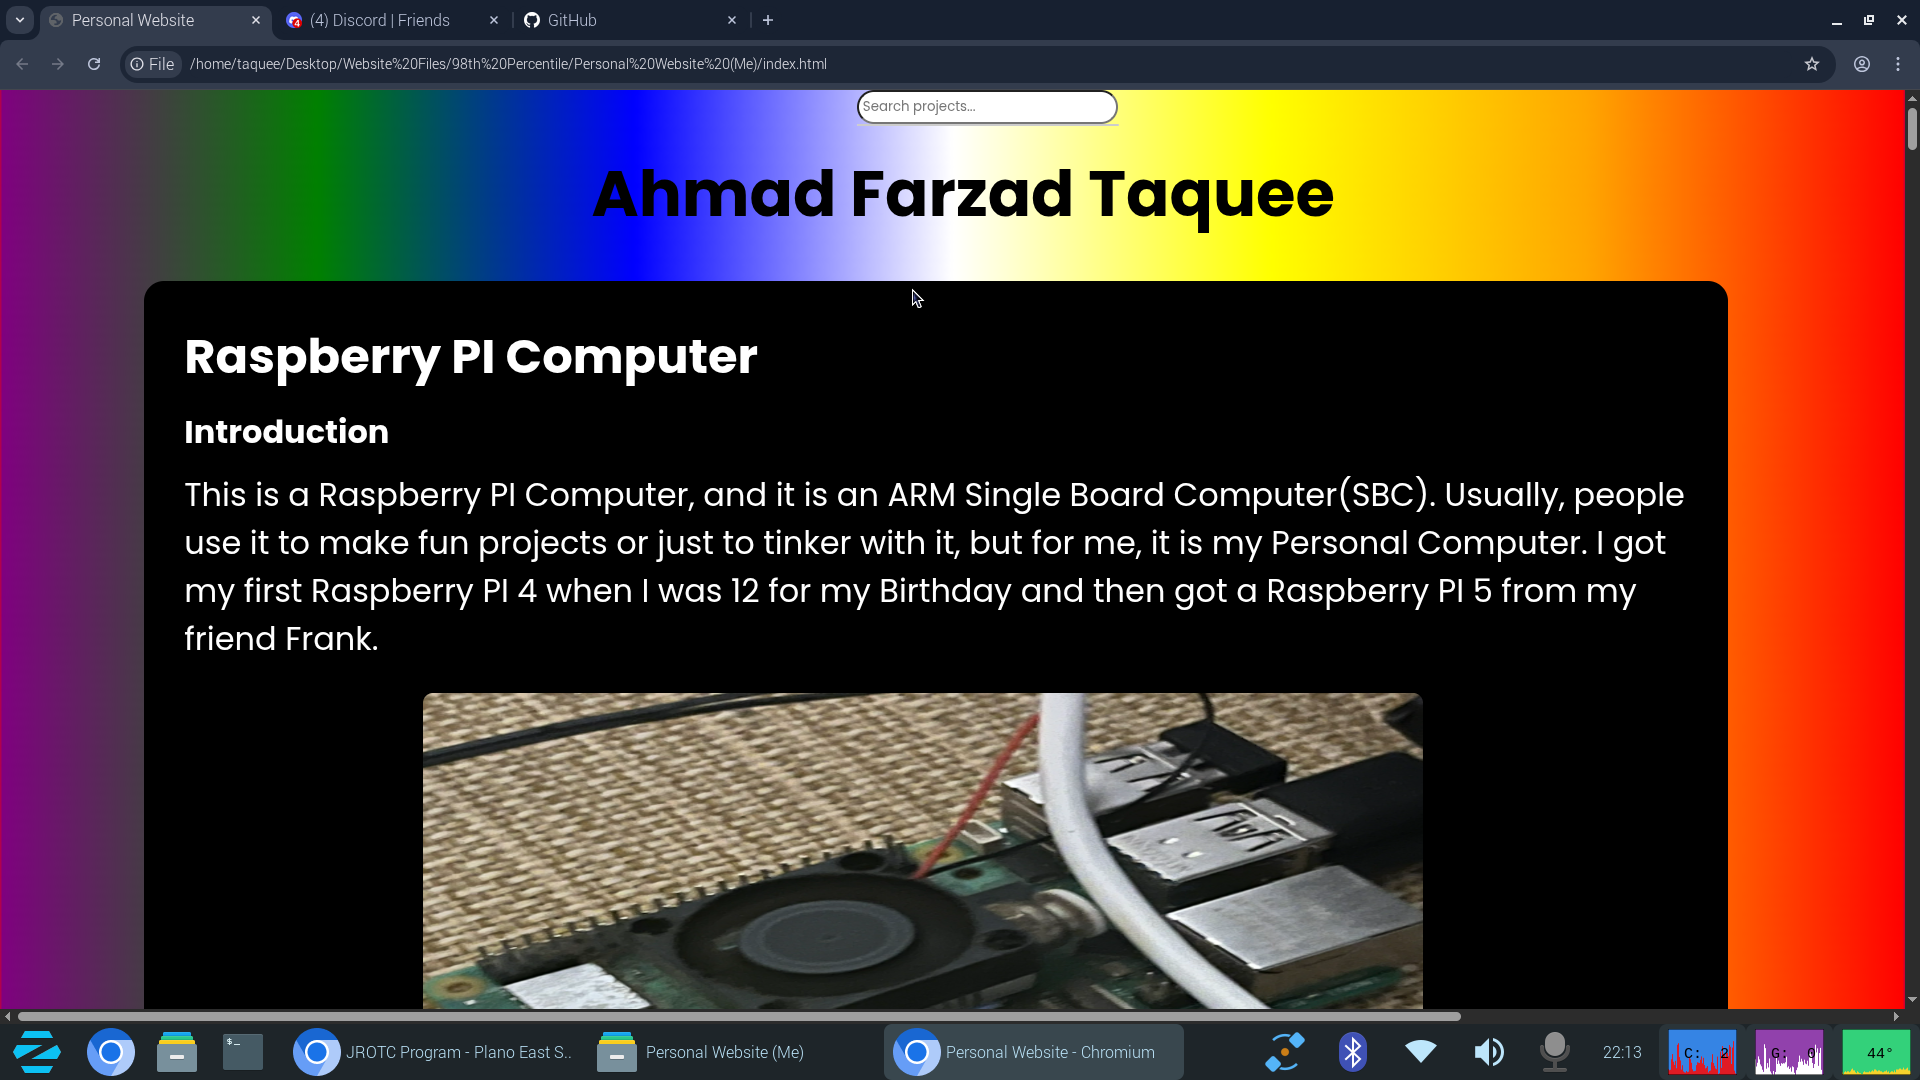 Personal Website
(4) Discord | Friends
GitHub
File
/home/taquee/Desktop/Website%20Files/98th%20Percentile/Personal%20Website%20(Me)/index.html
Search projects...
Ahmad Farzad Taquee
Raspberry PI Computer
Introduction
This is a Raspberry PI Computer, and it is an ARM Single Board Computer(SBC). Usually, people
use it to make fun projects or just to tinker with it, but for me, it is my Personal Computer. I got
my first Raspberry PI 4 when I was 12 for my Birthday and then got a Raspberry PI 5 from my
friend Frank.
$_
JROTC Program - Plano East S..
Personal Website (Me)
Personal Website - Chromium
22:13
C: 2
G: 0
44°